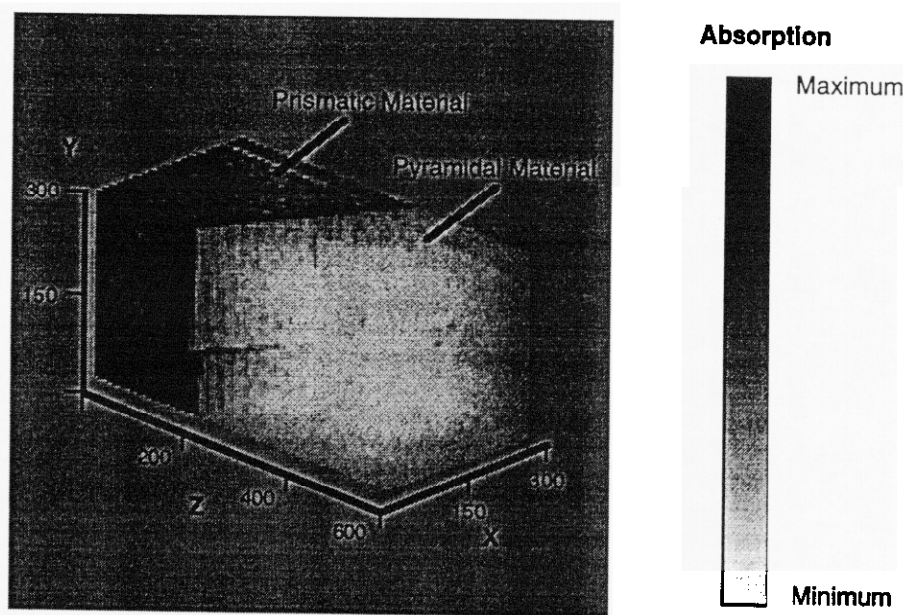 Absorption
Maximum
Prismatic Material
Y
Pyramidal Material
300
150
200
Z
400
600
150
X
300
Minimum